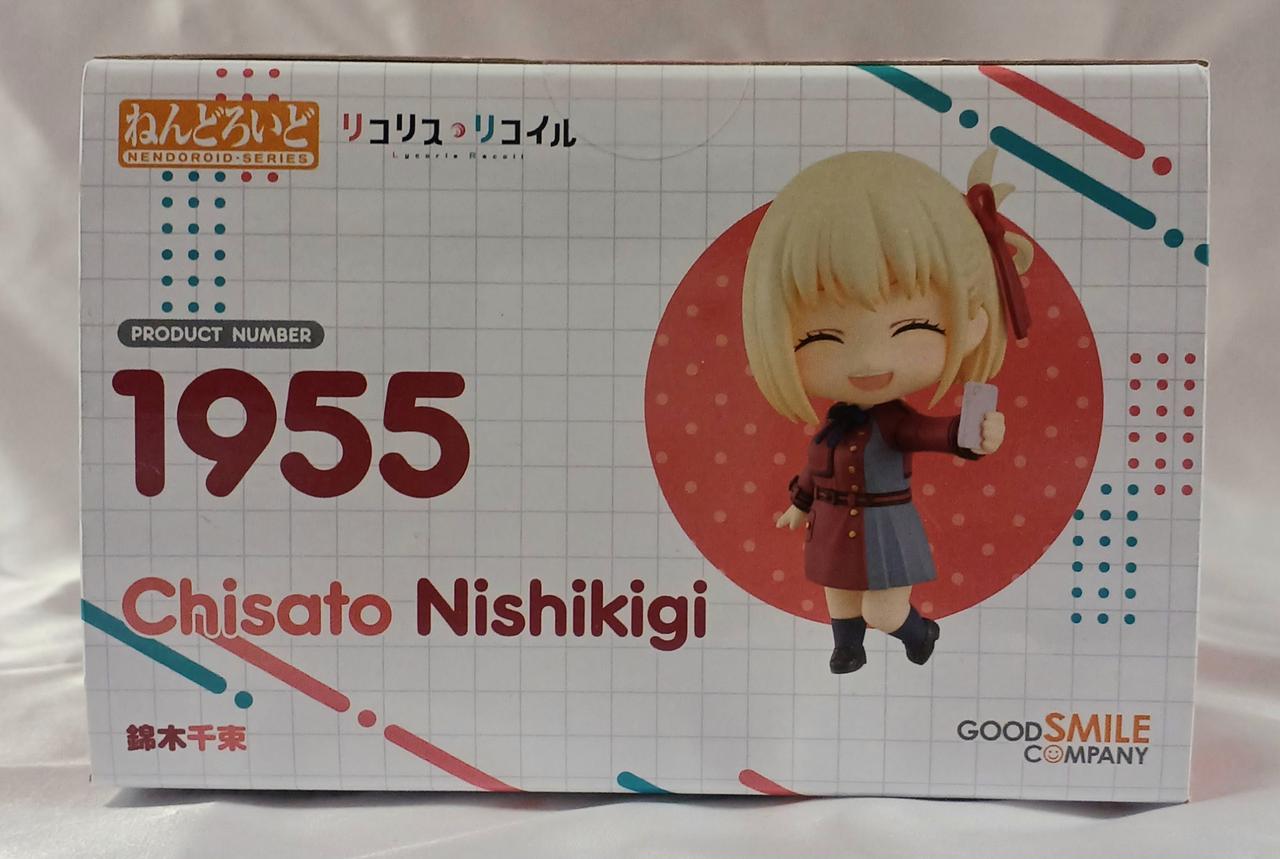 ねんどろいど
NENDOROID·SERIES
リコリス・リコイル
Lycoris Recoil
PRODUCT NUMBER
1955
Chisato Nishikigi
錦木千束
GOOD SMILE
COMPANY